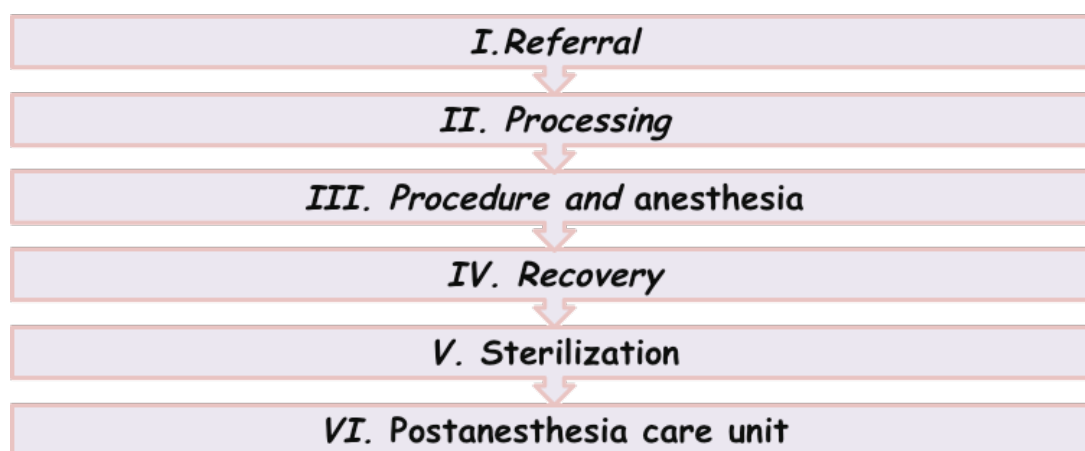 I.Referral
II. Processing
III. Procedure and anesthesia
IV. Recovery
V. Sterilization
VI. Postanesthesia care unit